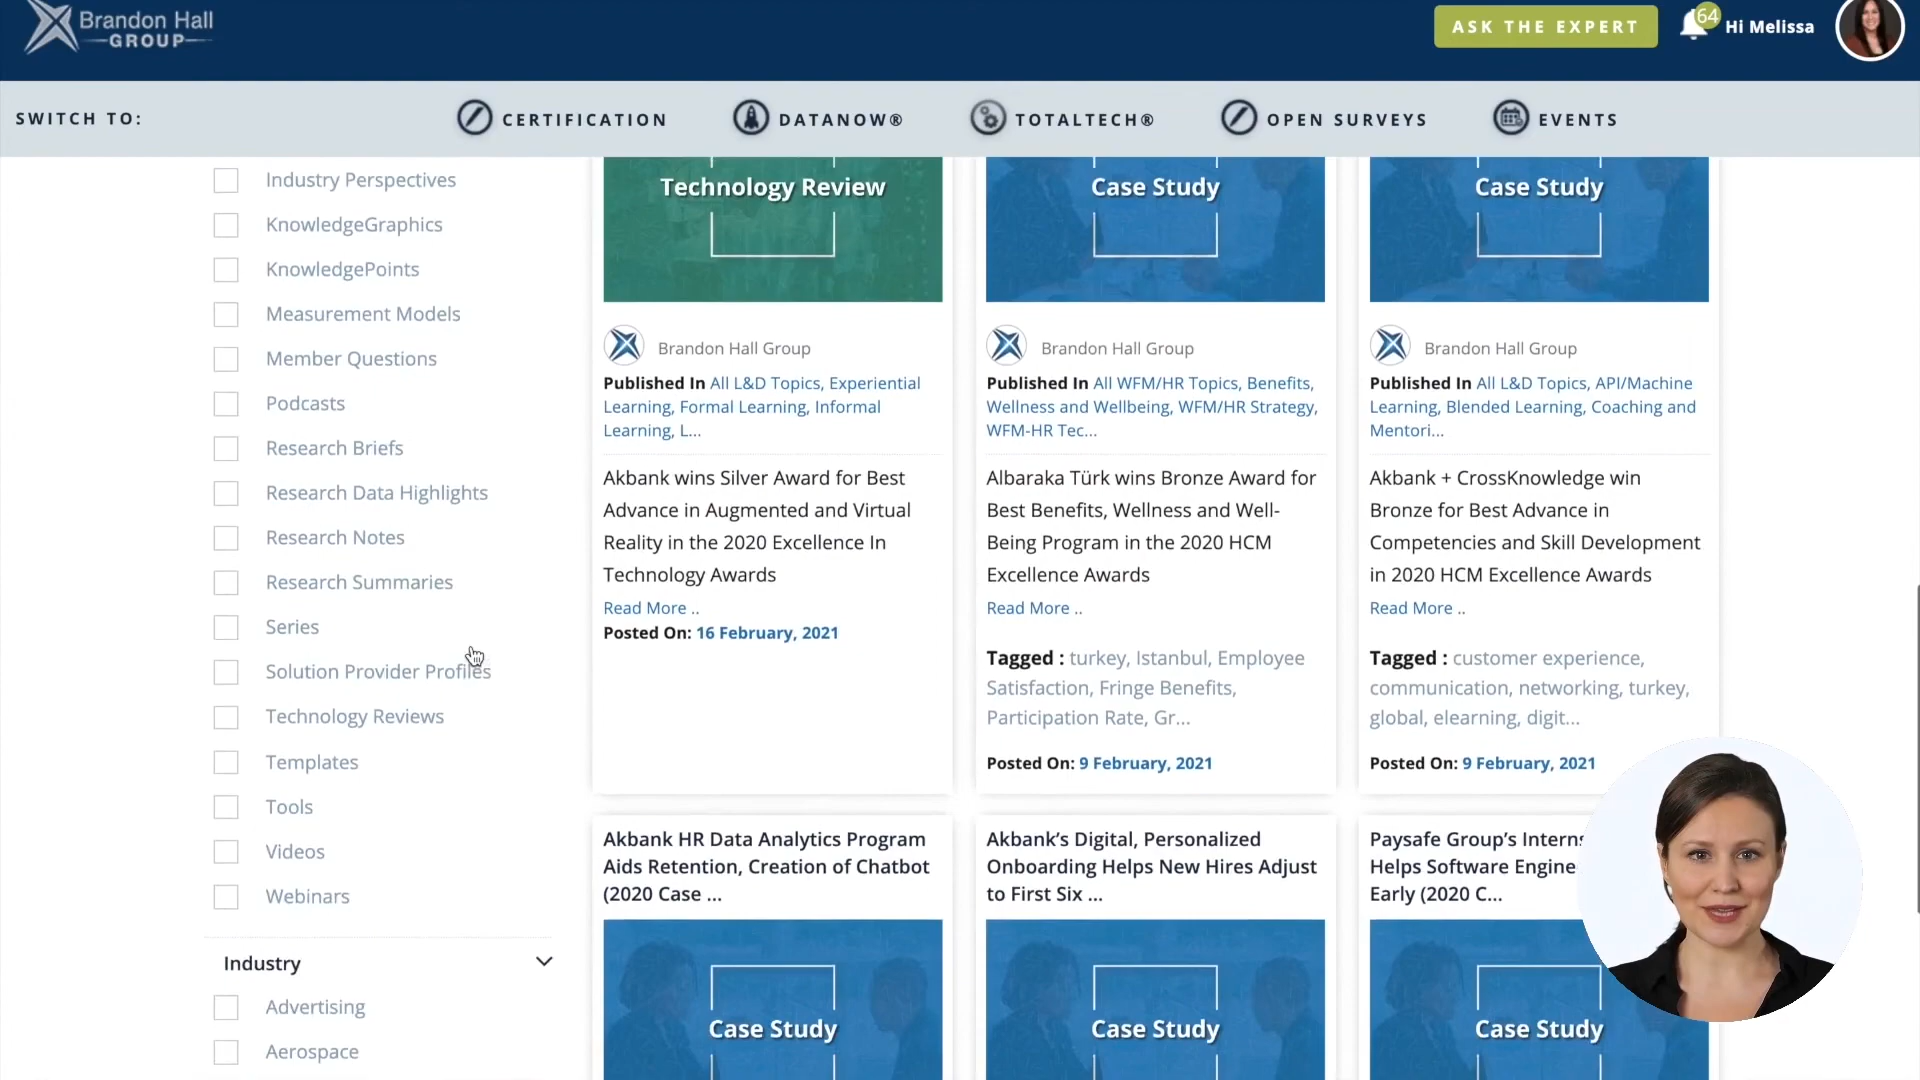 Brandon Hall
GROUP
ASK THE EXPERT
64
Hi Melissa
SWITCH TO:
CERTIFICATION
DATANOW®
TOTALTECH®
OPEN SURVEYS
EVENTS
Industry Perspectives
KnowledgeGraphics
KnowledgePoints
Measurement Models
Member Questions
Podcasts
Research Briefs
Research Data Highlights
Research Notes
Research Summaries
Series
Solution Provider Profiles
Technology Reviews
Templates
Tools
Videos
Webinars
Industry
Advertising
Aerospace
Technology Review
Brandon Hall Group
Published In All L&D Topics, Experiential
Learning, Formal Learning, Informal
Learning, L...
Akbank wins Silver Award for Best
Advance in Augmented and Virtual
Reality in the 2020 Excellence In
Technology Awards
Read More ..
Posted On: 16 February, 2021
Case Study
Brandon Hall Group
Published In All WFM/HR Topics, Benefits,
Wellness and Wellbeing, WFM/HR Strategy,
WFM-HR Tec...
Albaraka Türk wins Bronze Award for
Best Benefits, Wellness and Well-
Being Program in the 2020 HCM
Excellence Awards
Read More ..
Tagged : turkey, Istanbul, Employee
Satisfaction, Fringe Benefits,
Participation Rate, Gr...
Posted On: 9 February, 2021
Case Study
Brandon Hall Group
Published In All L&D Topics, API/Machine
Learning, Blended Learning, Coaching and
Mentori...
Akbank + CrossKnowledge win
Bronze for Best Advance in
Competencies and Skill Development
in 2020 HCM Excellence Awards
Read More ..
Tagged : customer experience,
communication, networking, turkey,
global, elearning, digit...
Posted On: 9 February, 2021
Akbank HR Data Analytics Program
Aids Retention, Creation of Chatbot
(2020 Case ...
Case Study
Akbank’s Digital, Personalized
Onboarding Helps New Hires Adjust
to First Six ...
Case Study
Paysafe Group’s
Helps Software
Early (2020 C...
Case Study